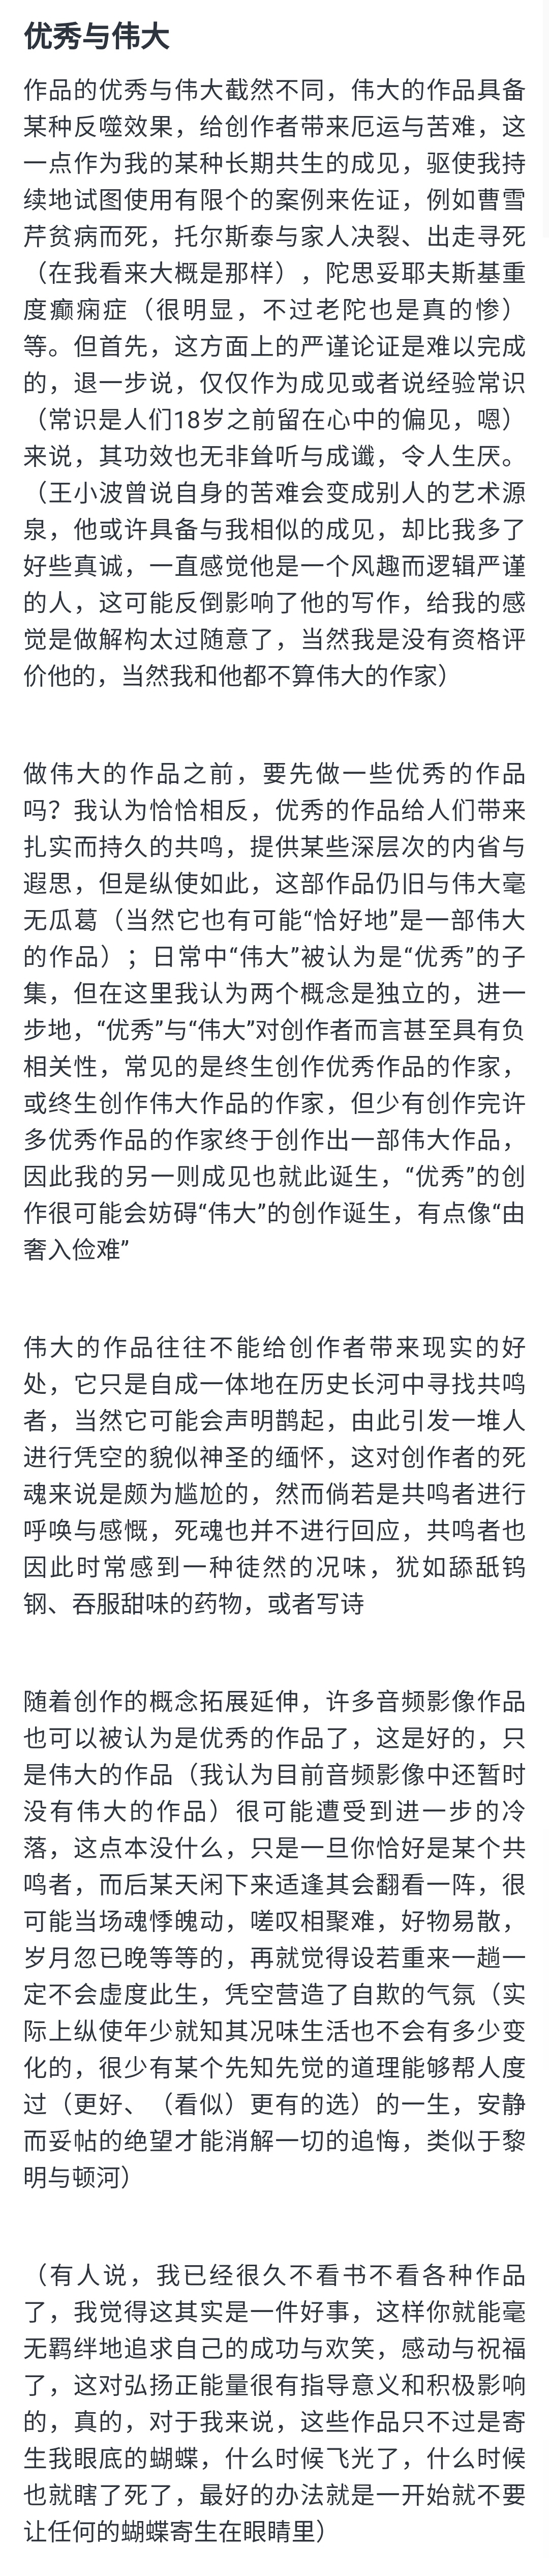 优秀与伟大
作品的优秀与伟大截然不同，伟大的作品具备
某种反噬效果，给创作者带来厄运与苦难，这
一点作为我的某种长期共生的成见，驱使我持
续地试图使用有限个的案例来佐证，例如曹雪
芹贫病而死，托尔斯泰与家人决裂、出走寻死
（在我看来大概是那样），陀思妥耶夫斯基重
度癫痫症（很明显，不过老陀也是真的惨）
等。但首先，这方面上的严谨论证是难以完成
的，退一步说，仅仅作为成见或者说经验常识
（常识是人们18岁之前留在心中的偏见，嗯）
来说，其功效也无非耸听与成谶，令人生厌。
（王小波曾说自身的苦难会变成别人的艺术源
泉，他或许具备与我相似的成见，却比我多了
好些真诚，一直感觉他是一个风趣而逻辑严谨
的人，这可能反倒影响了他的写作，给我的感
觉是做解构太过随意了，当然我是没有资格评
价他的，当然我和他都不算伟大的作家）
做伟大的作品之前，要先做一些优秀的作品
吗？我认为恰恰相反，优秀的作品给人们带来
扎实而持久的共鸣，提供某些深层次的内省与
遐思，但是纵使如此，这部作品仍旧与伟大毫
无瓜葛（当然它也有可能“恰好地”是一部伟大
的作品）；日常中“伟大”被认为是“优秀”的子
集，但在这里我认为两个概念是独立的，进一
步地，“优秀”与“伟大”对创作者而言甚至具有负
相关性，常见的是终生创作优秀作品的作家，
或终生创作伟大作品的作家，但少有创作完许
多优秀作品的作家终于创作出一部伟大作品，
因此我的另一则成见也就此诞生，“优秀”的创
作很可能会妨碍“伟大”的创作诞生，有点像“由
奢入俭难”
伟大的作品往往不能给创作者带来现实的好
处，它只是自成一体地在历史长河中寻找共鸣
者，当然它可能会声明鹊起，由此引发一堆人
进行凭空的貌似神圣的缅怀，这对创作者的死
魂来说是颇为尴尬的，然而倘若是共鸣者进行
呼唤与感慨，死魂也并不进行回应，共鸣者也
因此时常感到一种徒然的况味，犹如舔舐钨
钢、吞服甜味的药物，或者写诗
随着创作的概念拓展延伸，许多音频影像作品
也可以被认为是优秀的作品了，这是好的，只
是伟大的作品（我认为目前音频影像中还暂时
没有伟大的作品）很可能遭受到进一步的冷
落，这点本没什么，只是一旦你恰好是某个共
鸣者，而后某天闲下来适逢其会翻看一阵，很
可能当场魂悸魄动，嗟叹相聚难，好物易散，
岁月忽已晚等等的，再就觉得设若重来一趟一
定不会虚度此生，凭空营造了自欺的气氛（实
际上纵使年少就知其况味生活也不会有多少变
化的，很少有某个先知先觉的道理能够帮人度
过（更好、（看似）更有的选）的一生，安静
而妥帖的绝望才能消解一切的追悔，类似于黎
明与顿河）
（有人说，我已经很久不看书不看各种作品
了，我觉得这其实是一件好事，这样你就能毫
无羁绊地追求自己的成功与欢笑，感动与祝福
了，这对弘扬正能量很有指导意义和积极影响
的，真的，对于我来说，这些作品只不过是寄
生我眼底的蝴蝶，什么时候飞光了，什么时候
也就瞎了死了，最好的办法就是一开始就不要
让任何的蝴蝶寄生在眼睛里）